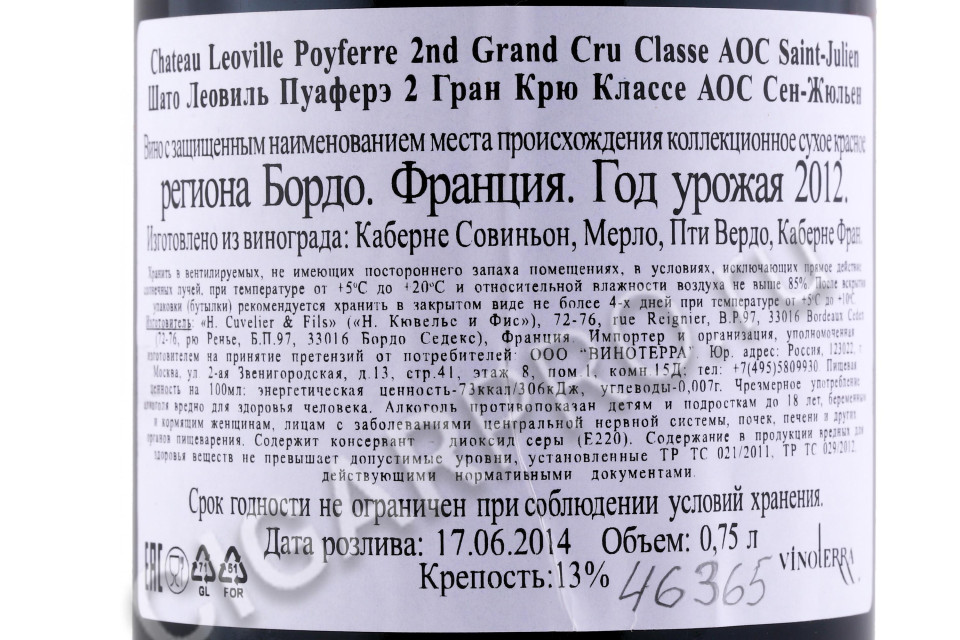 Chateau Leoville Poyferre 2nd Grand Cru Classe AOC Saint-Julien
Шато Леовиль Пуаферэ 2 Гран Крю Классе АОС Сен-Жюльен
Вино с защищенным наименованием места происхождения коллекционное сухое красное
региона Бордо. Франция. Год урожая 2012.
Изготовлено из винограда: Каберне Совиньон, Мерло, Пти Вердо, Каберне Фран.
Хранить в вентилируемых, не имеющих постороннего запаха помещениях, в условиях, исключающих прямое действие
солнечных лучей, при температуре от +5°С до +20°С и относительной влажности воздуха не выше 85%. После вскрытия
упаковки (бутылки) рекомендуется хранить в закрытом виде не более 4-х дней при температуре от +5°С до +10°С.
Изготовитель: «H. Cuvelier & Fils» («Н. Кювельс и Фис»), 72-76, rue Reignier, B.P.97, 33016 Bordeaux Cedex
(72-76, рю Ренье, Б.П.97, 33016 Бордо Седекс), Франция. Импортер и организация, уполномоченная
изготовителем на принятие претензий от потребителей: ООО "ВИНОТЕРРА", Юр. адрес: Россия, 123022, г.
Москва, ул. 2-ая Звенигородская, д.13, стр.41, этаж 8, пом.1, комн.15Д; тел: +7(495)5809930 Пищевая
ценность на 100мл: энергетическая ценность-73ккал/306кДж, углеводы-0,007г. Чрезмерное употребление
алкоголя вредно для здоровья человека. Алкоголь противопоказан детям и подросткам до 18 лет, беременным
и кормящим женщинам, лицам с заболеваниями центральной нервной системы, почек, печени и других
органов пищеварения. Содержит консервант - диоксид серы (Е220). Содержание в продукции вредных для
здоровья веществ не превышает допустимые уровни, установленные ТР ТС 021/2011, ТР ТС 029/2012,
действующими нормативными документами.
Срок годности не ограничен при соблюдении условий хранения.
Дата розлива: 17.06.2014 Объем: 0,75 л
Крепость:13% 46365
EAC 71 GL 51 FOR
VINOTERRA
CIGARPRO.ru